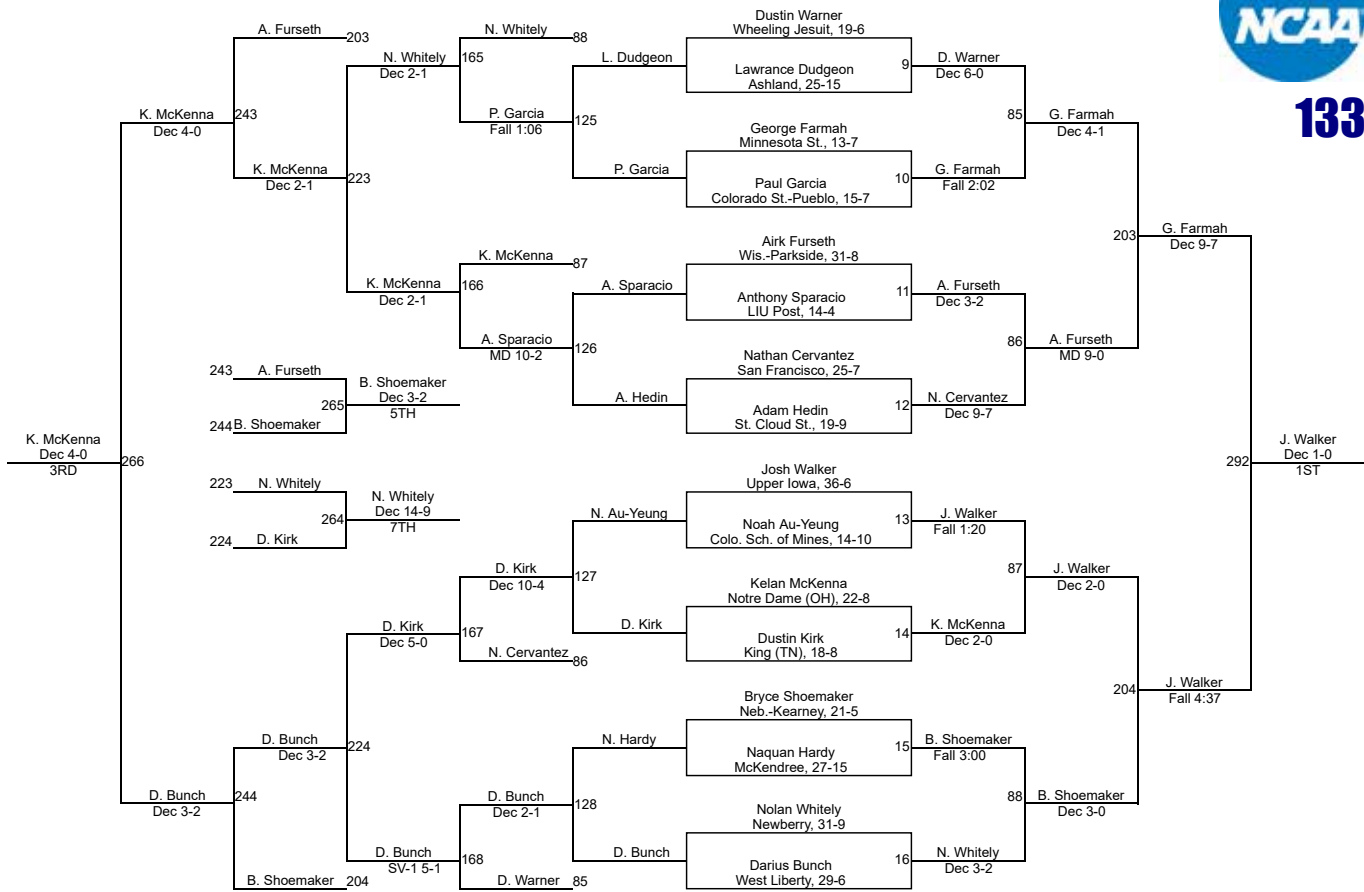 NCAA
133
A. Furseth
203
K. McKenna
Dec 4-0
243
K. McKenna
Dec 2-1
N. Whitely
Dec 2-1
223
K. McKenna
Dec 2-1
N. Whitely
88
165
P. Garcia
Fall 1:06
K. McKenna
87
166
A. Sparacio
MD 10-2
L. Dudgeon
125
P. Garcia
A. Sparacio
126
A. Hedin
Dustin Warner
Wheeling Jesuit, 19-6
9
Lawrance Dudgeon
Ashland, 25-15
George Farmah
Minnesota St., 13-7
10
Paul Garcia
Colorado St.-Pueblo, 15-7
Airk Furseth
Wis.-Parkside, 31-8
11
Anthony Sparacio
LIU Post, 14-4
Nathan Cervantez
San Francisco, 25-7
12
Adam Hedin
St. Cloud St., 19-9
D. Warner
Dec 6-0
85
G. Farmah
Fall 2:02
A. Furseth
Dec 3-2
86
N. Cervantez
Dec 9-7
G. Farmah
Dec 4-1
203
A. Furseth
MD 9-0
G. Farmah
Dec 9-7
243 A. Furseth
265
244 B. Shoemaker
B. Shoemaker
Dec 3-2
5TH
K. McKenna
Dec 4-0
3RD
266
223 N. Whitely
264
224 D. Kirk
N. Whitely
Dec 14-9
7TH
292
J. Walker
Dec 1-0
1ST
D. Bunch
Dec 3-2
244
D. Bunch
Dec 3-2
224
B. Shoemaker 204
D. Kirk
Dec 5-0
167
D. Bunch
SV-1 5-1
168
D. Kirk
Dec 10-4
127
N. Cervantez
86
D. Bunch
Dec 2-1
128
D. Warner 85
N. Au-Yeung
D. Kirk
N. Hardy
D. Bunch
Josh Walker
Upper Iowa, 36-6
13
Noah Au-Yeung
Colo. Sch. of Mines, 14-10
Kelan McKenna
Notre Dame (OH), 22-8
14
Dustin Kirk
King (TN), 18-8
Bryce Shoemaker
Neb.-Kearney, 21-5
15
Naquan Hardy
McKendree, 27-15
Nolan Whitely
Newberry, 31-9
16
Darius Bunch
West Liberty, 29-6
J. Walker
Fall 1:20
87
K. McKenna
Dec 2-0
B. Shoemaker
Fall 3:00
88
N. Whitely
Dec 3-2
J. Walker
Dec 2-0
204
B. Shoemaker
Dec 3-0
J. Walker
Fall 4:37